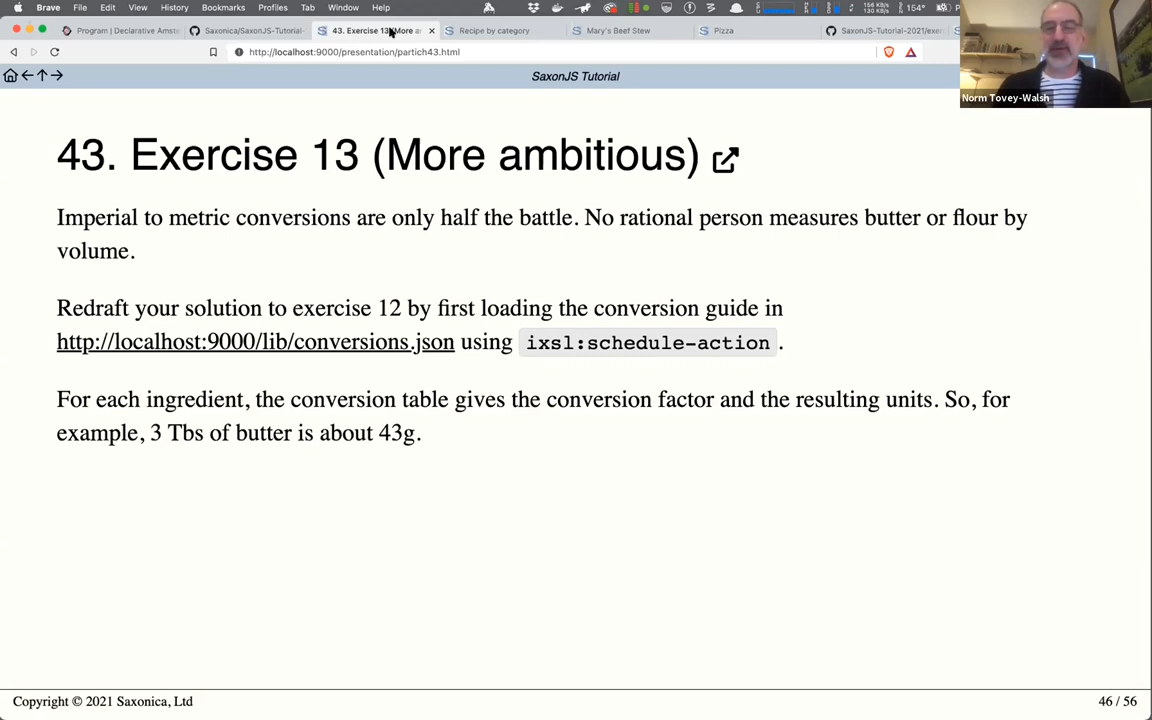 Brave File Edit View History Bookmarks Profiles Tab Window Help
156 KB/s
130 KB/s
154°
Program | Declarative Amste
Saxonica/SaxonJS-Tutorial-
43. Exercise 13 (More a
Recipe by category
Mary's Beef Stew
Pizza
SaxonJS-Tutorial-2021/exer
http://localhost:9000/presentation/partich43.html
SaxonJS Tutorial
Norm Tovey-Walsh
43. Exercise 13 (More ambitious)
Imperial to metric conversions are only half the battle. No rational person measures butter or flour by
volume.
Redraft your solution to exercise 12 by first loading the conversion guide in
http://localhost:9000/lib/conversions.json using ixsl:schedule-action.
For each ingredient, the conversion table gives the conversion factor and the resulting units. So, for
example, 3 Tbs of butter is about 43g.
Copyright © 2021 Saxonica, Ltd
46 / 56